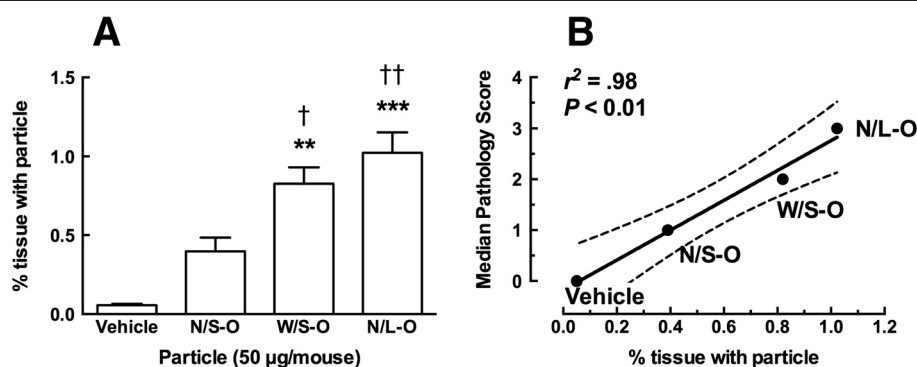 A
% tissue with particle
1.5
1.0
0.5
0.0
†
**
††
***
Vehicle N/S-O W/S-O N/L-O
Particle (50 µg/mouse)
B
Median Pathology Score
4
3
2
1
0
r² = .98
P < 0.01
N/L-O
W/S-O
N/S-O
Vehicle
0.0 0.2 0.4 0.6 0.8 1.0 1.2
% tissue with particle